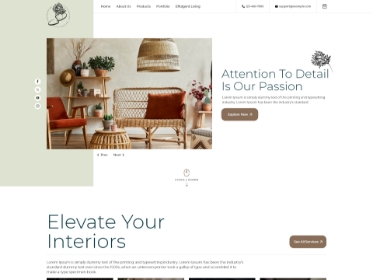 Home About Us Products Portfolio Effulgent Living
Attention To Detail
Is Our Passion
Lorem Ipsum is simply dummy text of the printing and typesetting
industry. Lorem Ipsum has been the industry's standard
Explore Now
Prev Next
Elevate Your
Interiors
Lorem Ipsum is simply dummy text of the printing and typesetting industry. Lorem Ipsum has been the industry's
standard dummy text ever since the 1500s, when an unknown printer took a galley of type and scrambled it to
make a type specimen book.
See All Services